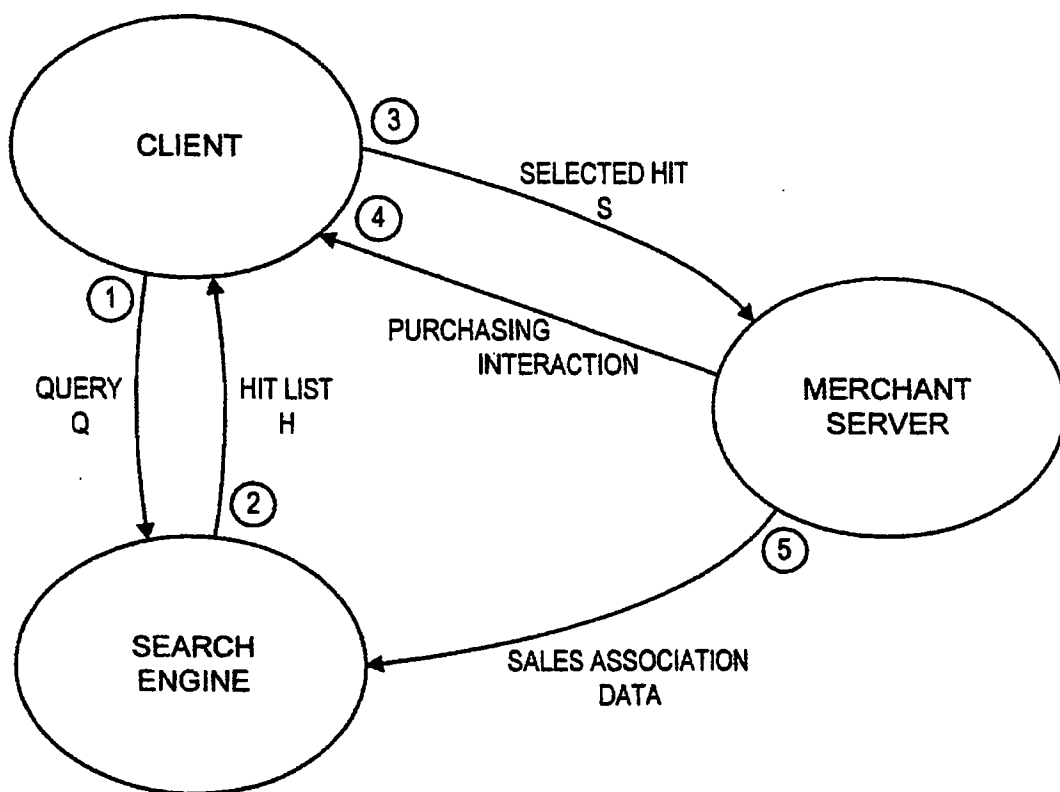 CLIENT
3
SELECTED HIT
S
4
1
PURCHASING
INTERACTION
QUERY
Q
HIT LIST
H
MERCHANT
SERVER
2
5
SEARCH
ENGINE
SALES ASSOCIATION
DATA